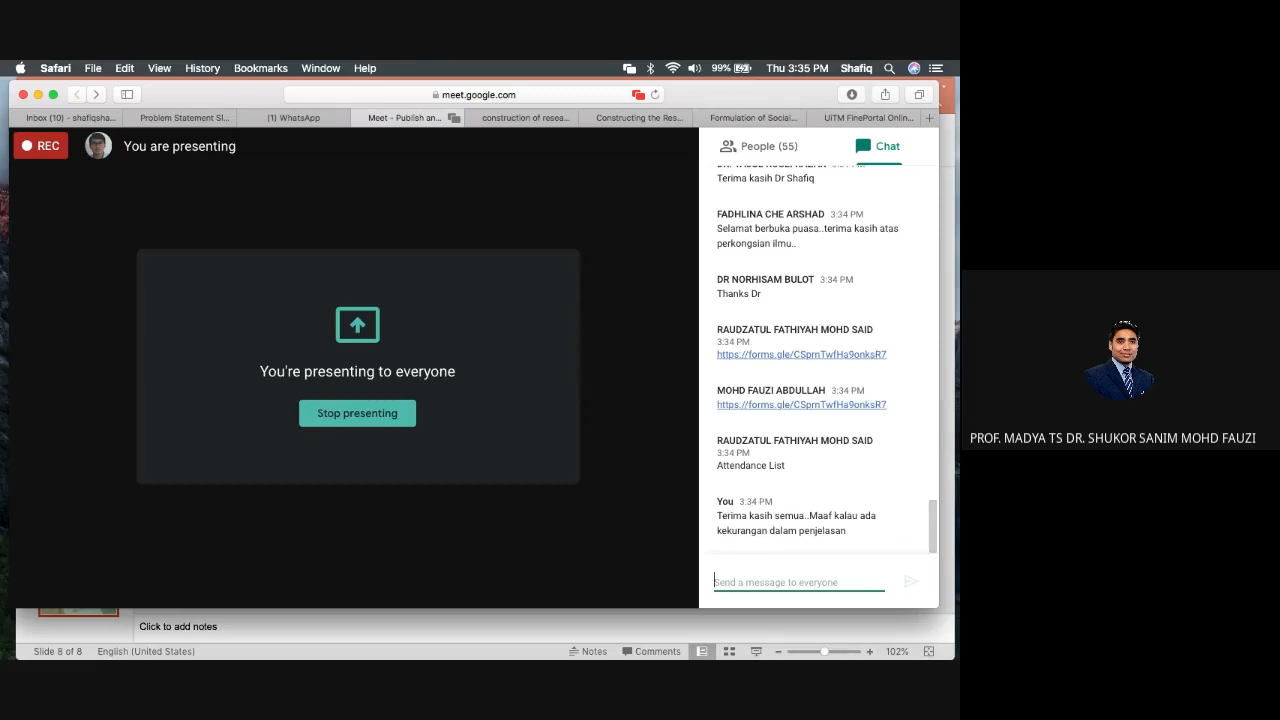 Safari File Edit View History Bookmarks Window Help 99% Thu 3:35 PM Shafiq
meet.google.com
Inbox (10) - shafiqsha... Problem Statement Sl... (1) WhatsApp Meet - Publish an... construction of resea... Constructing the Res... Formulation of Social... UiTM FinePortal Onlin...
REC You are presenting
People (55) Chat
Terima kasih Dr Shafiq
FADHLINA CHE ARSHAD 3:34 PM
Selamat berbuka puasa..terima kasih atas
perkongsian ilmu..
DR NORHISAM BULOT 3:34 PM
Thanks Dr
RAUDZATUL FATHIYAH MOHD SAID
3:34 PM
https://forms.gle/CSprnTwfHa9onksR7
MOHD FAUZI ABDULLAH 3:34 PM
https://forms.gle/CSprnTwfHa9onksR7
RAUDZATUL FATHIYAH MOHD SAID
3:34 PM
Attendance List
You 3:34 PM
Terima kasih semua..Maaf kalau ada
kekurangan dalam penjelasan
Send a message to everyone
You're presenting to everyone
Stop presenting
PROF. MADYA TS DR. SHUKOR SANIM MOHD FAUZI
Click to add notes
Slide 8 of 8 English (United States) Notes Comments 102%